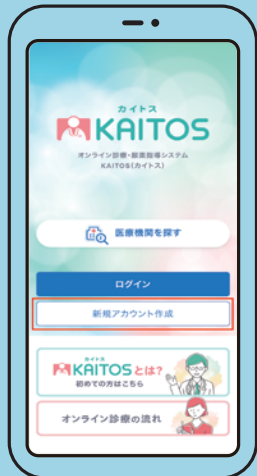 カイトス
KAITOS
オンライン診療・服薬指導システム
KAITOS(カイトス)
医療機関を探す
ログイン
新規アカウント作成
カイトス
KAITOSとは?
初めての方はこちら
オンライン診療の流れ